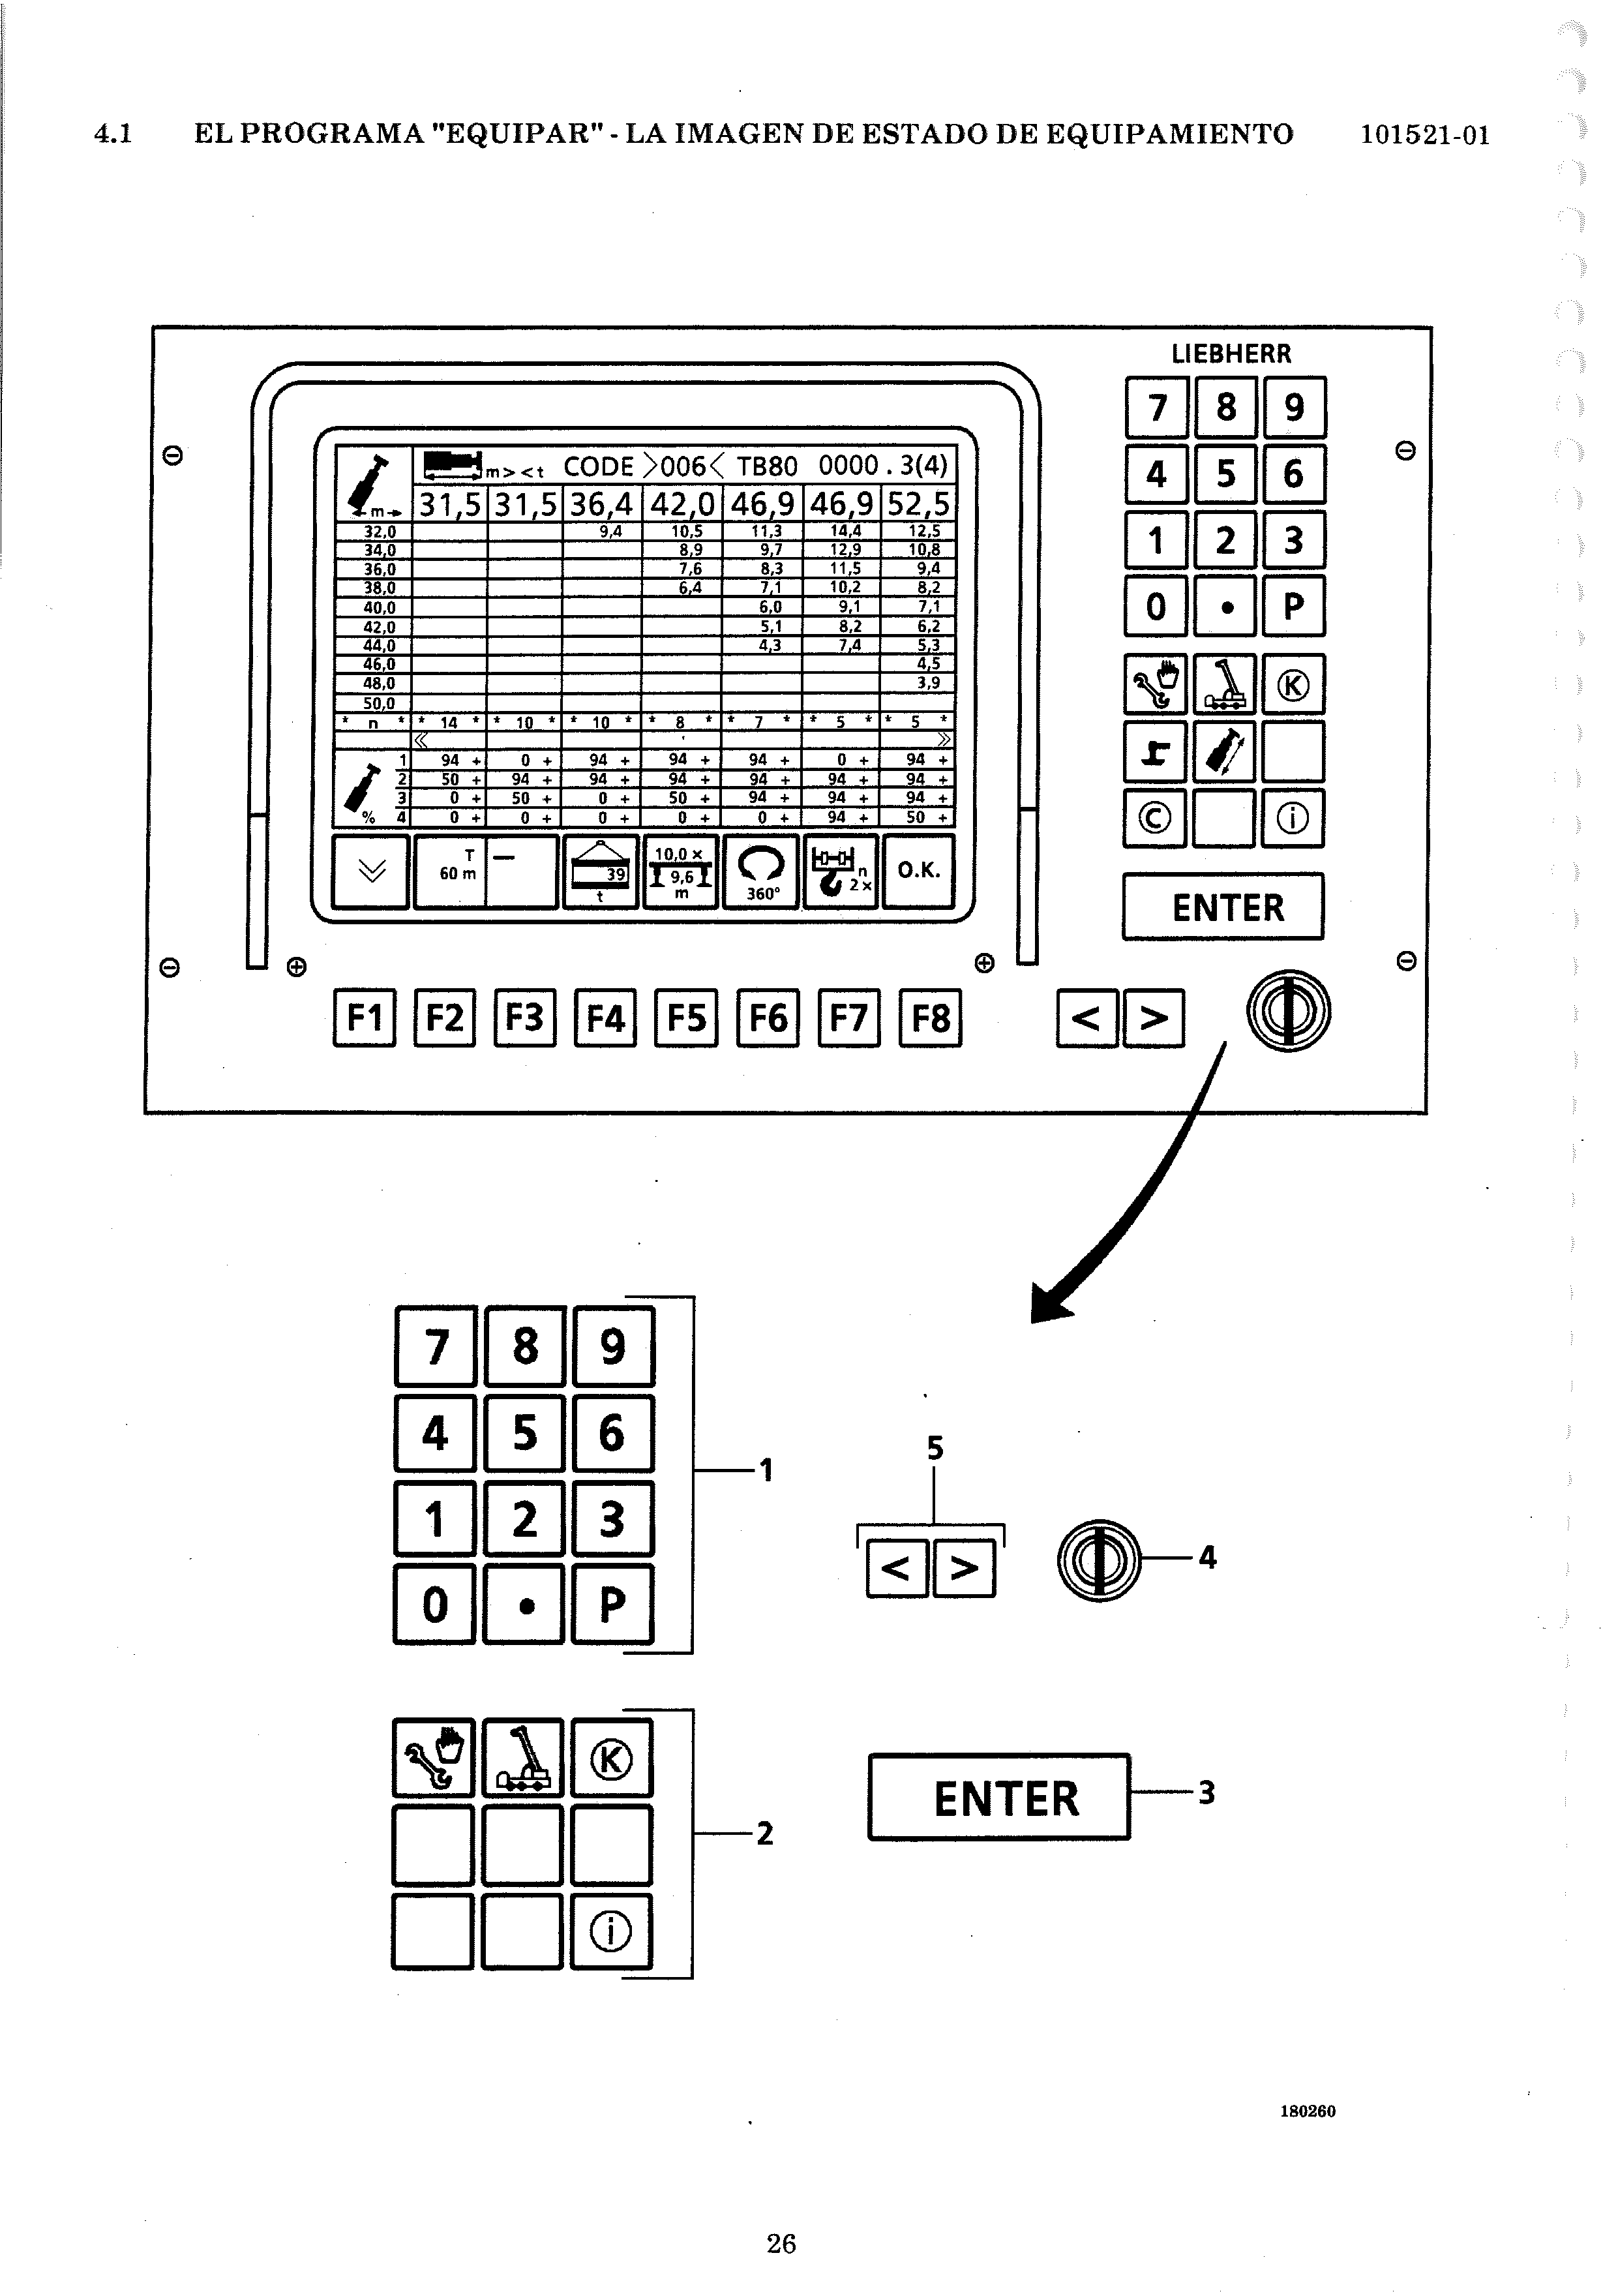 4.1 EL PROGRAMA "EQUIPAR" - LA IMAGEN DE ESTADO DE EQUIPAMIENTO 101521-01
LIEBHERR
m> <t CODE >006< TB80 0000.3(4)
←m→ 31,5 31,5 36,4 42,0 46,9 46,9 52,5
32,0 9,4 10,5 11,3 14,4 12,5
34,0 8,9 9,7 12,9 10,8
36,0 7,6 8,3 11,5 9,4
38,0 6,4 7,1 10,2 8,2
40,0 6,0 9,1 7,1
42,0 5,1 8,2 6,2
44,0 4,3 7,4 5,3
46,0 4,5
48,0 3,9
50,0
* n * * 14 * * 10 * * 10 * * 8 * * 7 * * 5 * * 5 *
« »
1 94 + 0 + 94 + 94 + 94 + 0 + 94 +
2 50 + 94 + 94 + 94 + 94 + 94 + 94 +
3 0 + 50 + 0 + 50 + 94 + 94 + 94 +
% 4 0 + 0 + 0 + 0 + 0 + 94 + 50 +
T
60 m
—
39
t
10,0 x
9,6
m
360°
n
2x
O.K.
F1 F2 F3 F4 F5 F6 F7 F8
7 8 9
4 5 6
1 2 3
0 • P
K
C i
ENTER
< >
7 8 9
4 5 6
1 2 3
0 • P
1
5
< >
4
K
i
2
ENTER
3
180260
26